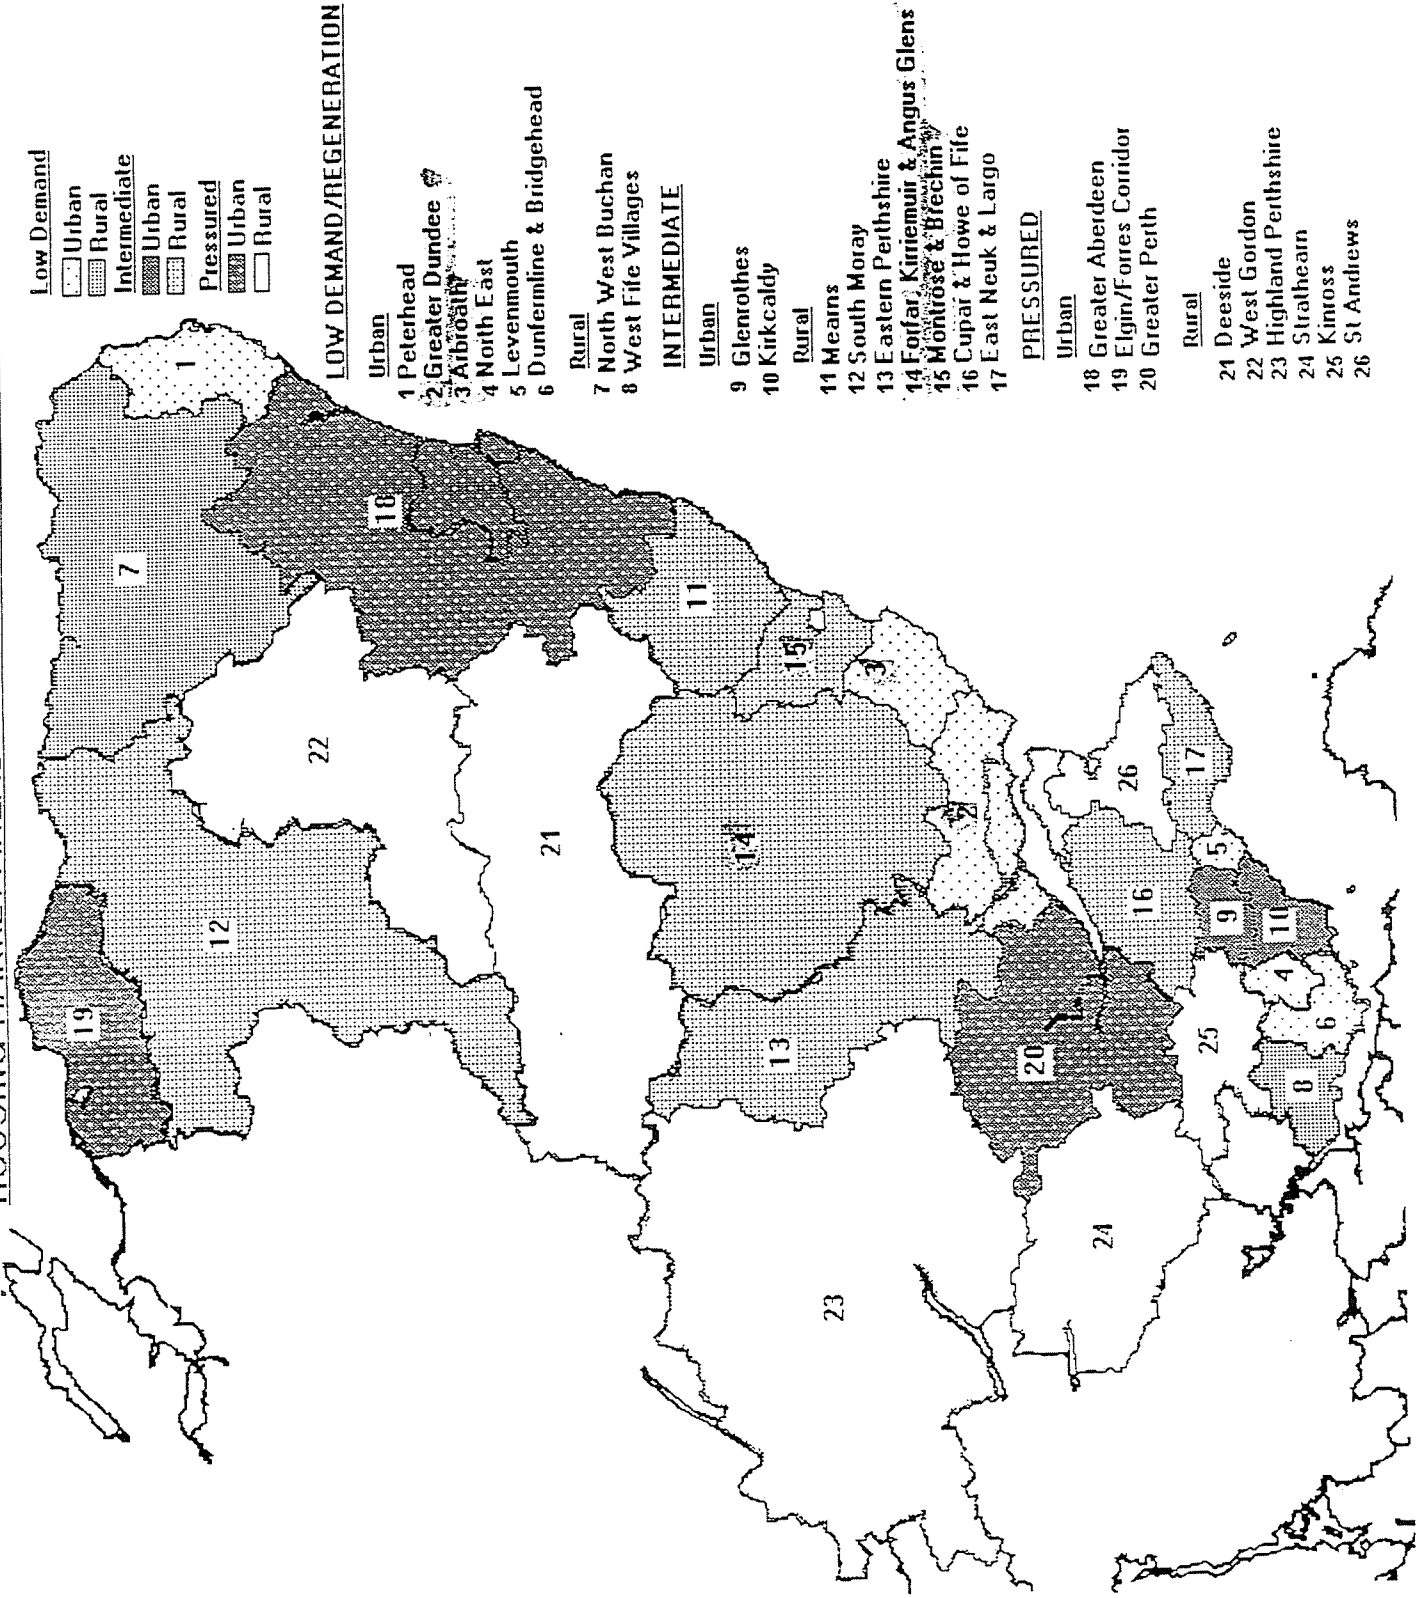 Low Demand
Urban
Rural
Intermediate
Urban
Rural
Pressured
Urban
Rural
LOW DEMAND/REGENERATION
Urban
1 Peterhead
2 Greater Dundee
3 Arbroath
4 North East
5 Levenmouth
6 Dunfermline & Bridgehead
Rural
7 North West Buchan
8 West Fife Villages
INTERMEDIATE
Urban
9 Glenrothes
10 Kirkcaldy
Rural
11 Mearns
12 South Moray
13 Eastern Perthshire
14 Forfar, Kirriemuir & Angus Glens
15 Montrose & Brechin
16 Cupar & Howe of Fife
17 East Neuk & Largo
PRESSURED
Urban
18 Greater Aberdeen
19 Elgin/Forres Corridor
20 Greater Perth
Rural
21 Deeside
22 West Gordon
23 Highland Perthshire
24 Strathearn
25 Kinross
26 St Andrews
19
12
7
1
22
18
21
11
15
14
3
13
2
23
20
26
17
16
5
9
10
25
4
6
8
24